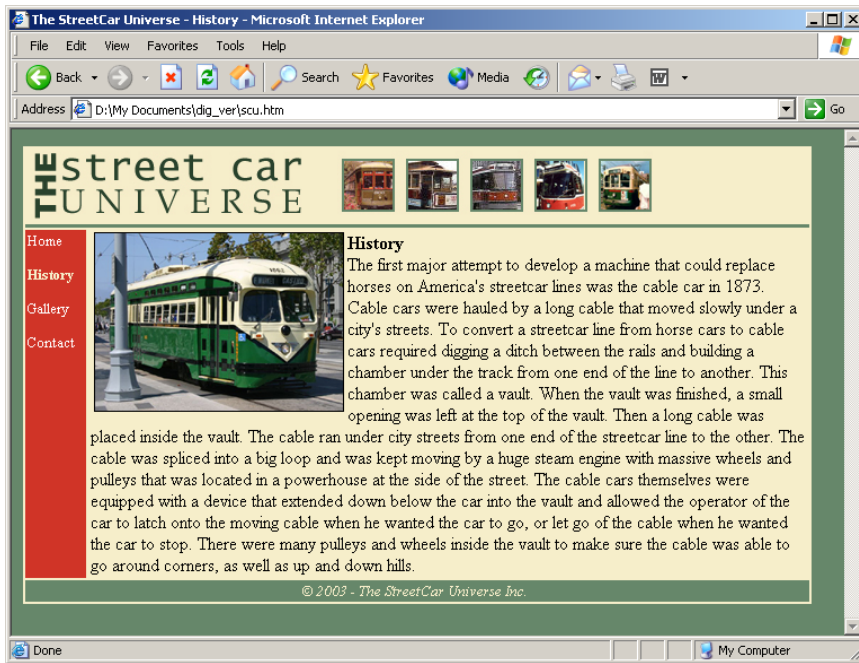 The StreetCar Universe - History - Microsoft Internet Explorer
File Edit View Favorites Tools Help
Back Search Favorites Media
Address D:\My Documents\dig_ver\scu.htm Go
THE street car
UNIVERSE
Home
History
Gallery
Contact
History
The first major attempt to develop a machine that could replace
horses on America's streetcar lines was the cable car in 1873.
Cable cars were hauled by a long cable that moved slowly under a
city's streets. To convert a streetcar line from horse cars to cable
cars required digging a ditch between the rails and building a
chamber under the track from one end of the line to another. This
chamber was called a vault. When the vault was finished, a small
opening was left at the top of the vault. Then a long cable was
placed inside the vault. The cable ran under city streets from one end of the streetcar line to the other. The
cable was spliced into a big loop and was kept moving by a huge steam engine with massive wheels and
pulleys that was located in a powerhouse at the side of the street. The cable cars themselves were
equipped with a device that extended down below the car into the vault and allowed the operator of the
car to latch onto the moving cable when he wanted the car to go, or let go of the cable when he wanted
the car to stop. There were many pulleys and wheels inside the vault to make sure the cable was able to
go around corners, as well as up and down hills.
© 2003 - The StreetCar Universe Inc.
Done My Computer